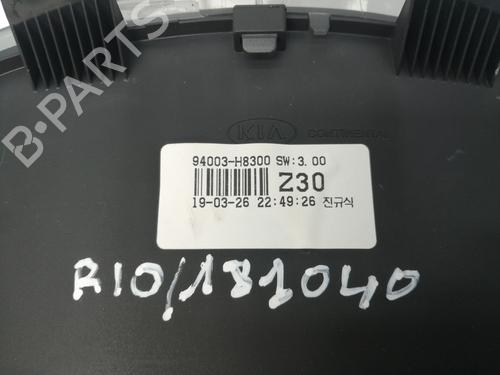 KIA CONTINENTAL
94003-H8300 SW:3.00
Z30
19-03-26 22:49:26 진규식
RIO/181040
B-PARTS